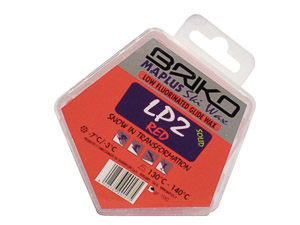 BRIKO
MAPLUS Ski Wax
LOW FLUORINATED GLIDE WAX
LP2
RED
SOLID
SNOW IN TRANSFORMATION
-7°C/-3°C
130°C - 140°C